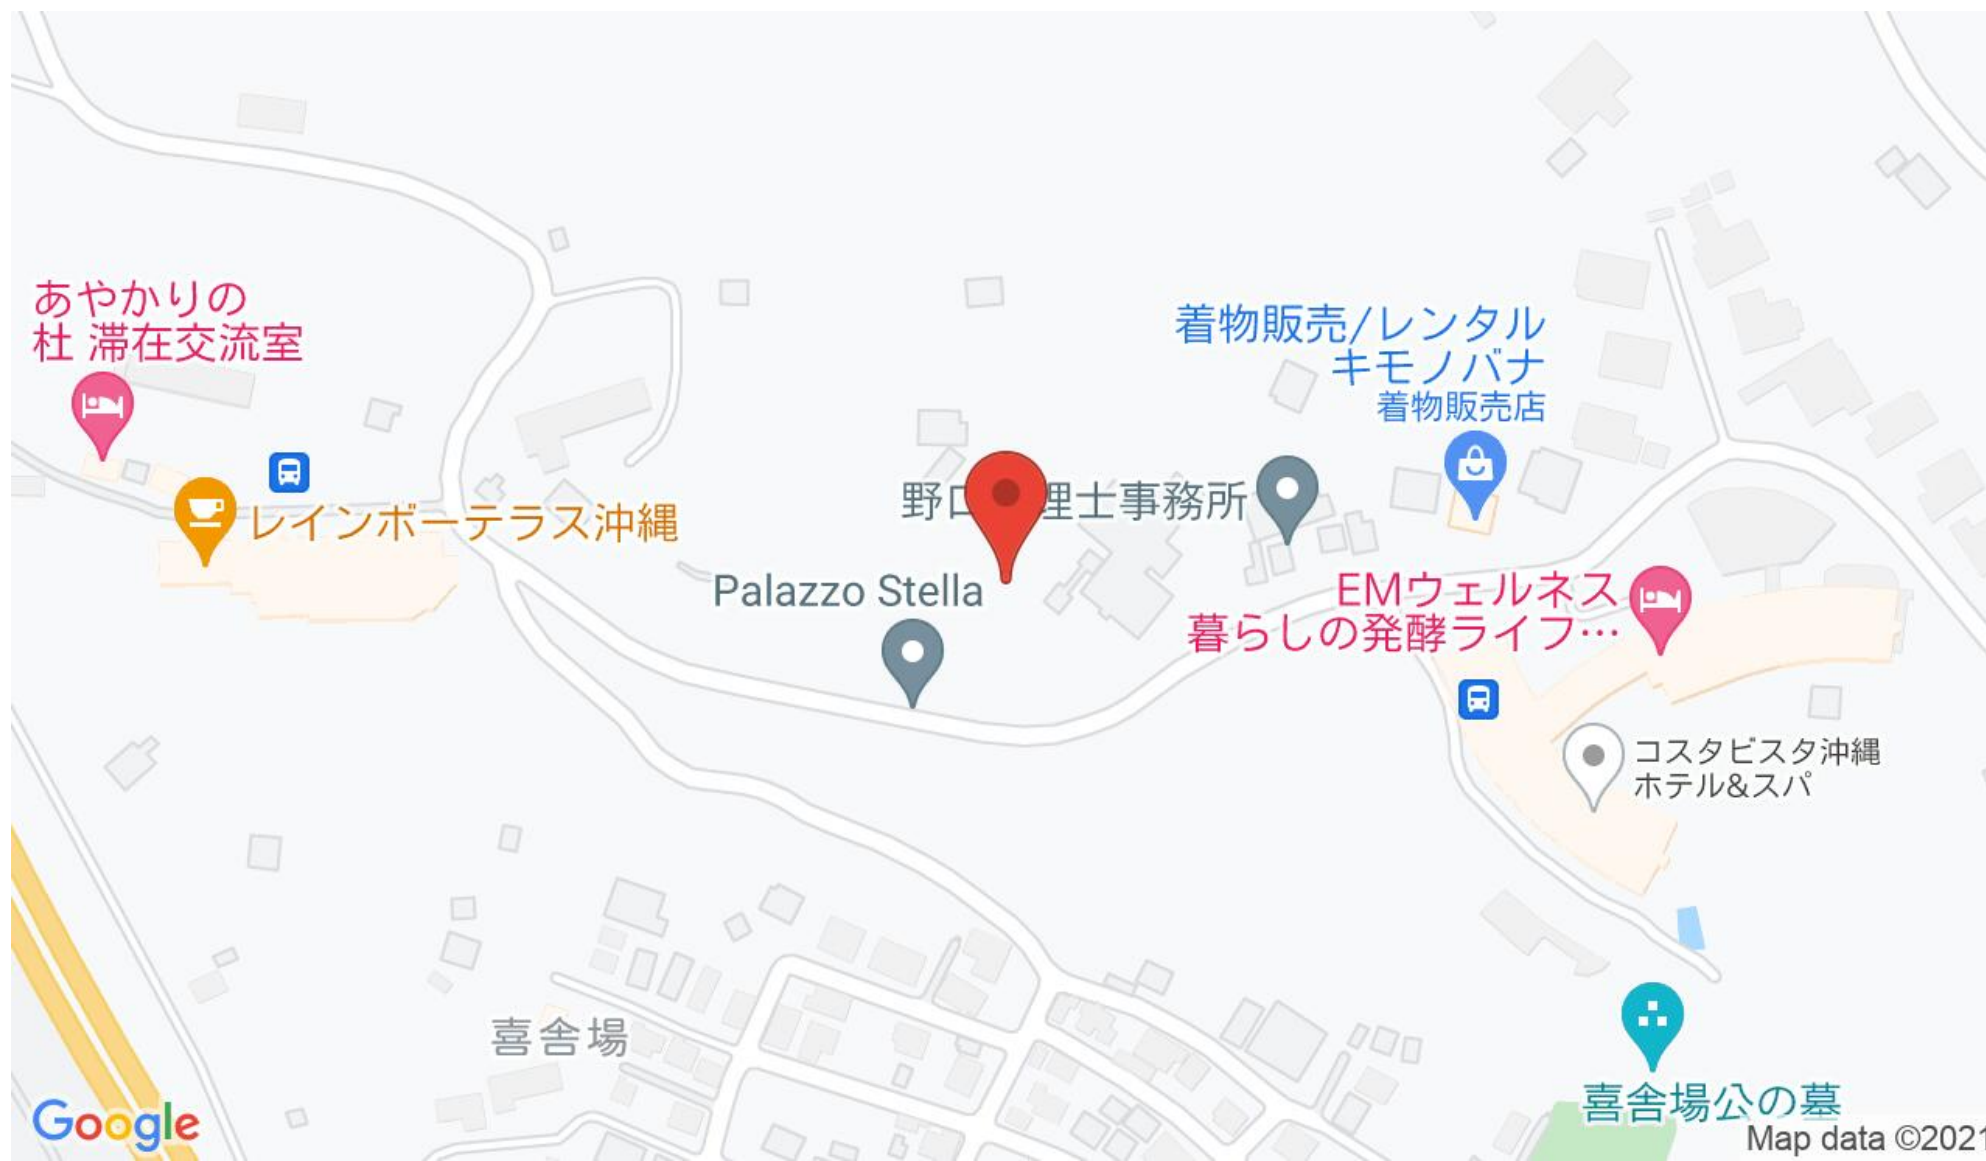 あやかりの
杜 滞在交流室
着物販売/レンタル
キモノバナ
着物販売店
野口 理士事務所
レインボーテラス沖縄
Palazzo Stella
EMウェルネス
暮らしの発酵ライフ…
コスタビスタ沖縄
ホテル&スパ
喜舎場
喜舎場公の墓
Google
Map data ©2021